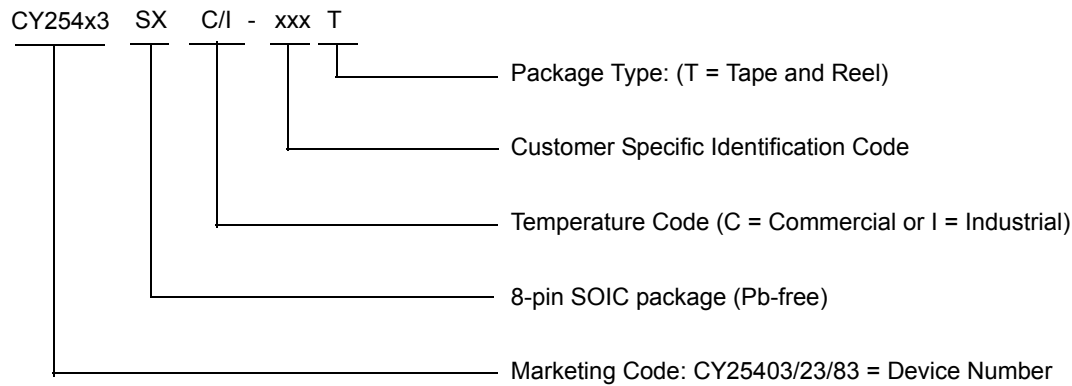 CY254x3 SX C/I - xxx T
Package Type: (T = Tape and Reel)
Customer Specific Identification Code
Temperature Code (C = Commercial or I = Industrial)
8-pin SOIC package (Pb-free)
Marketing Code: CY25403/23/83 = Device Number